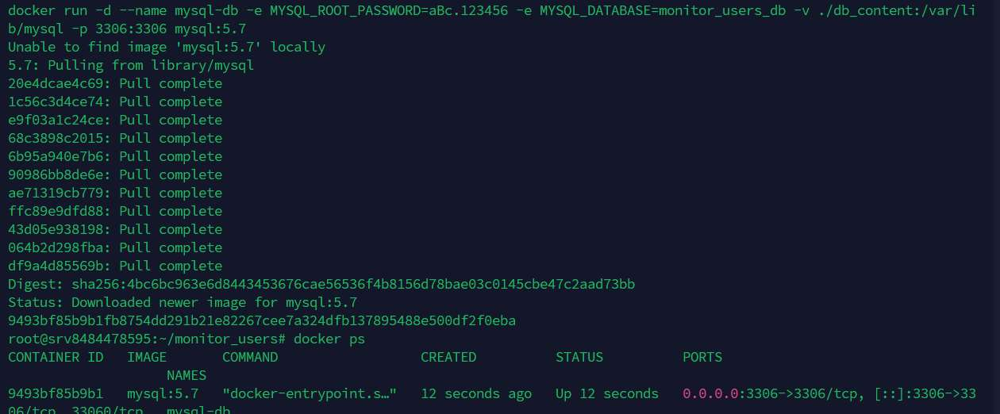 docker run -d --name mysql-db -e MYSQL_ROOT_PASSWORD=aBc.123456 -e MYSQL_DATABASE=monitor_users_db -v ./db_content:/var/li
b/mysql -p 3306:3306 mysql:5.7
Unable to find image 'mysql:5.7' locally
5.7: Pulling from library/mysql
20e4dcae4c69: Pull complete
1c56c3d4ce74: Pull complete
e9f03a1c24ce: Pull complete
68c3898c2015: Pull complete
6b95a940e7b6: Pull complete
90986bb8de6e: Pull complete
ae71319cb779: Pull complete
ffc89e9dfd88: Pull complete
43d05e938198: Pull complete
064b2d298fba: Pull complete
df9a4d85569b: Pull complete
Digest: sha256:4bc6bc963e6d8443453676cae56536f4b8156d78bae03c0145cbe47c2aad73bb
Status: Downloaded newer image for mysql:5.7
9493bf85b9b1fb8754dd291b21e82267cee7a324dfb137895488e500df2f0eba
root@srv8484478595:~/monitor_users# docker ps
CONTAINER ID   IMAGE       COMMAND                  CREATED          STATUS          PORTS
                    NAMES
9493bf85b9b1   mysql:5.7   "docker-entrypoint.s…"   12 seconds ago   Up 12 seconds   0.0.0.0:3306->3306/tcp, [::]:3306->33
06/tcp, 33060/tcp   mysql-db